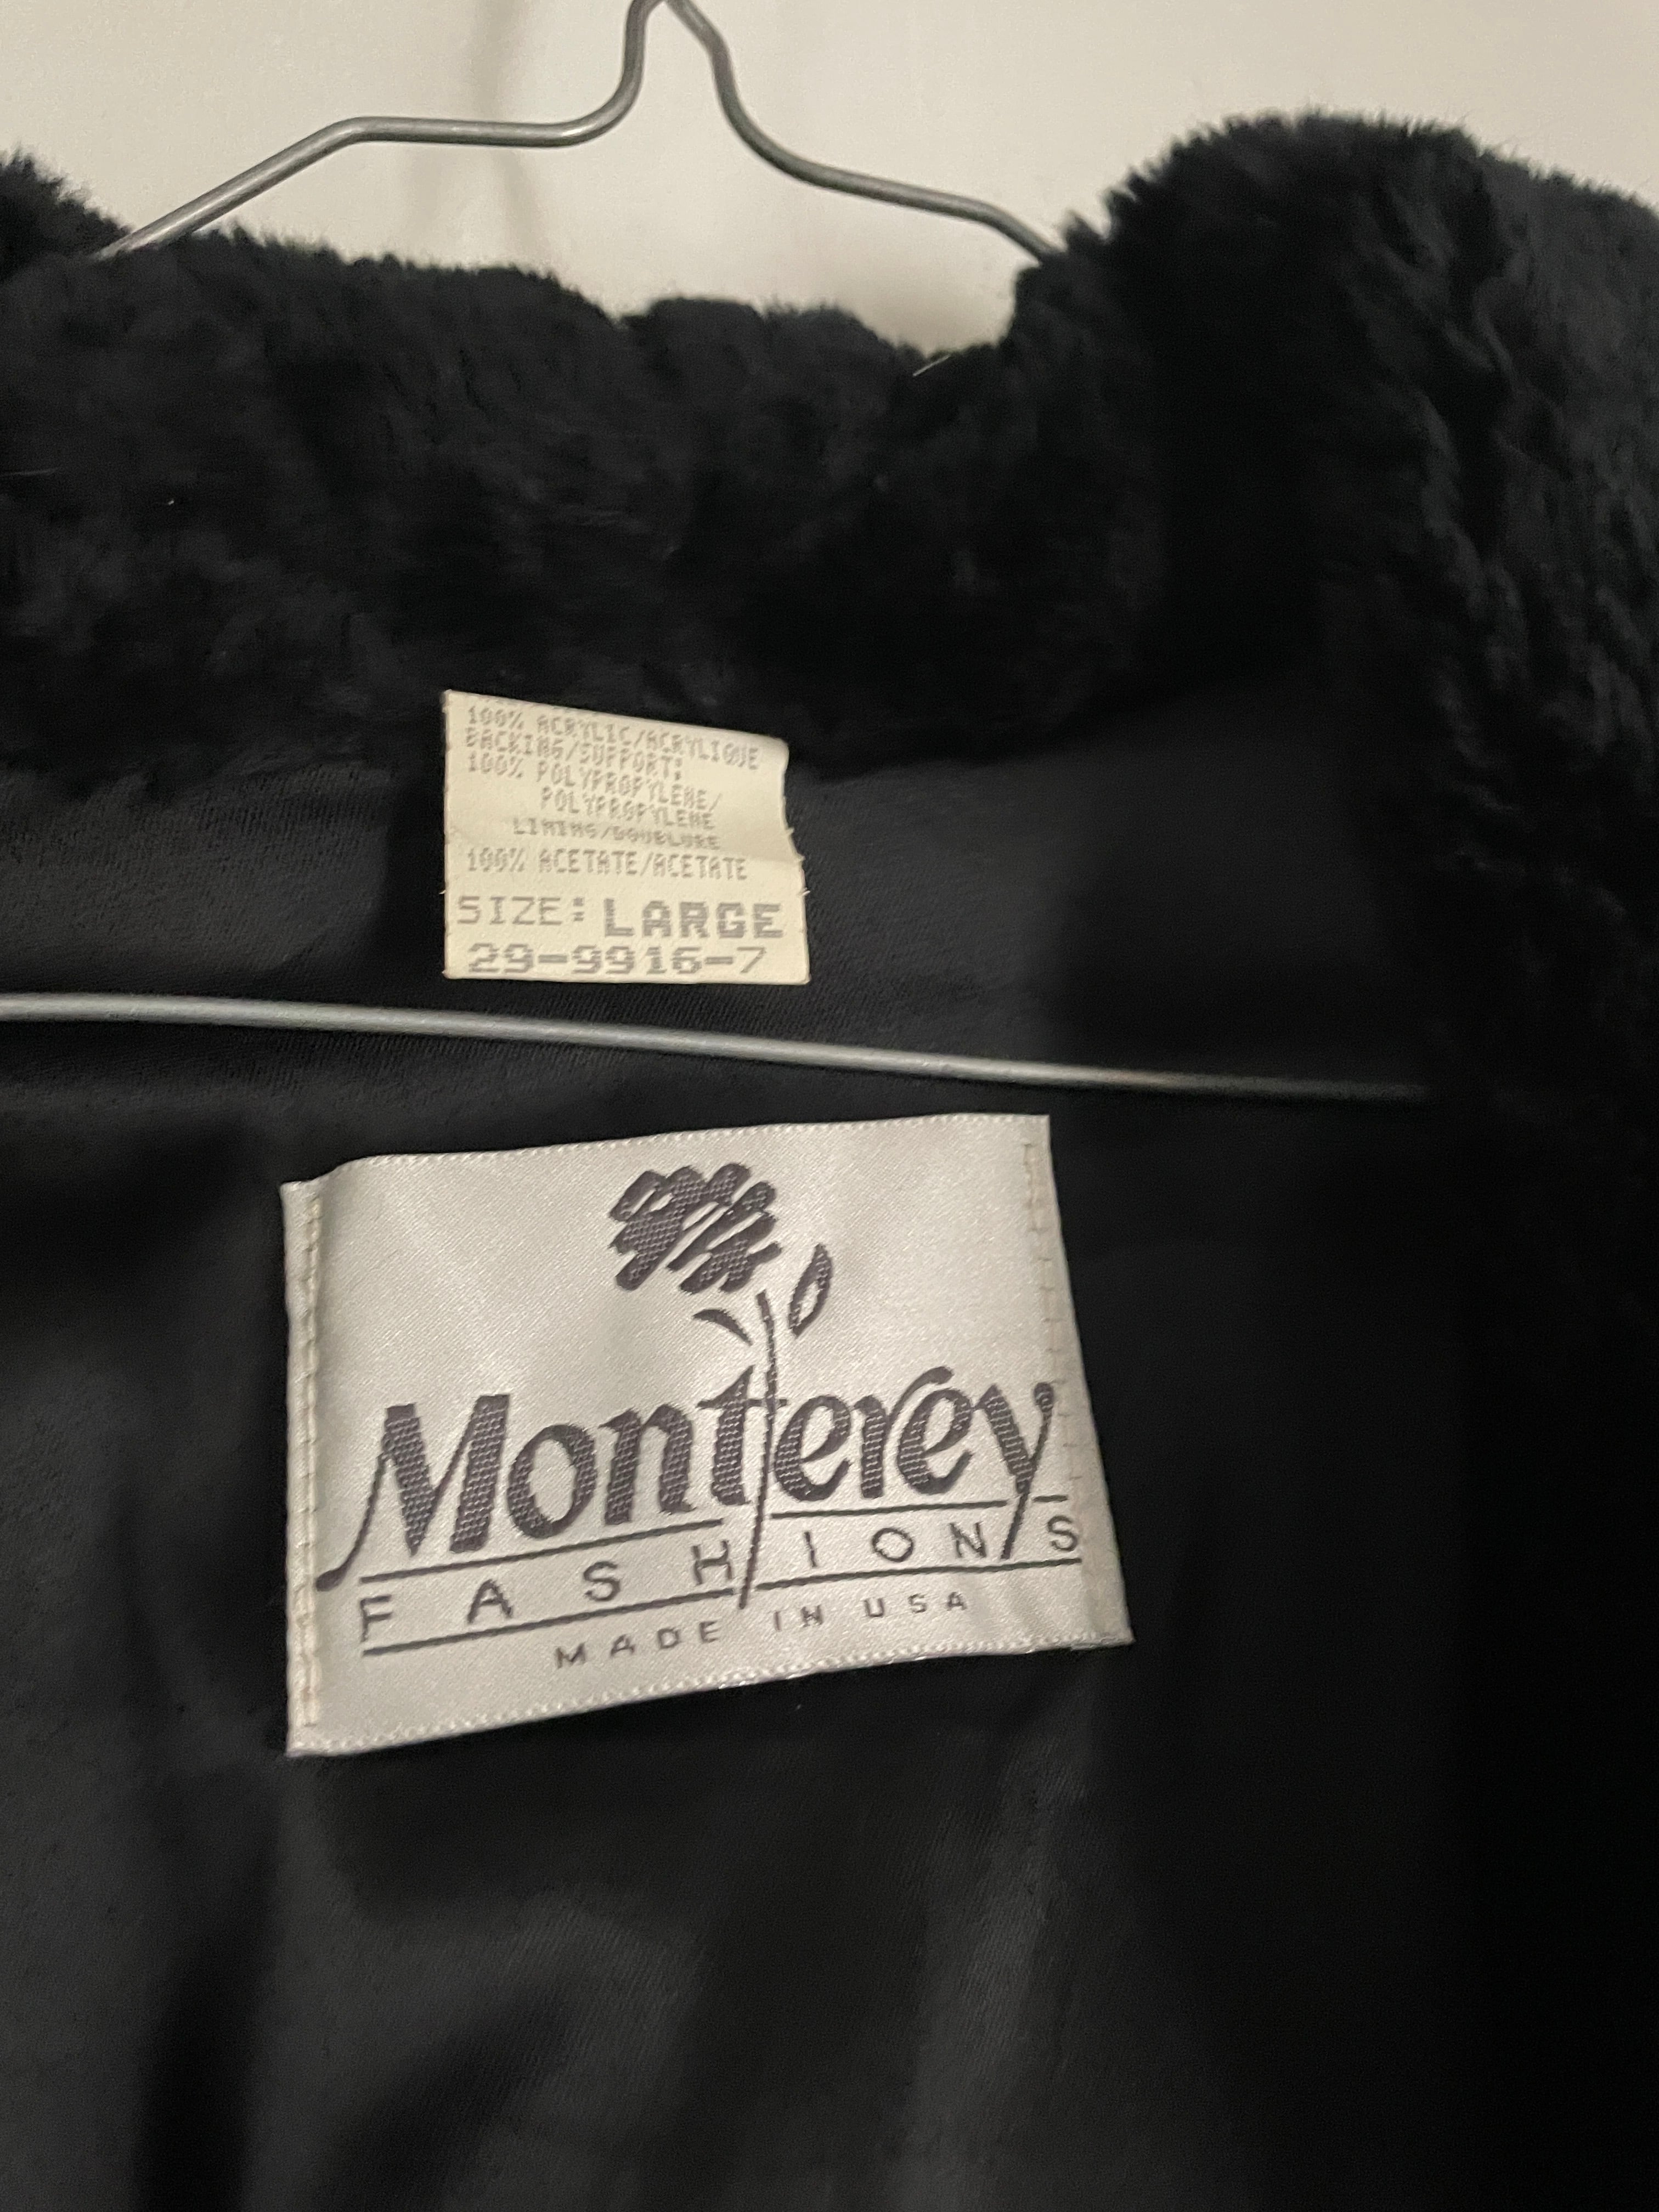 100% ACRYLIC/ACRYLIQUE
BACKING/SUPPORT:
100% POLYPROPYLENE/
POLYPROPYLENE
LINING/DOUBLURE
100% ACETATE/ACETATE
SIZE: LARGE
29-9916-7
Monterey
FASHIONS
MADE IN USA